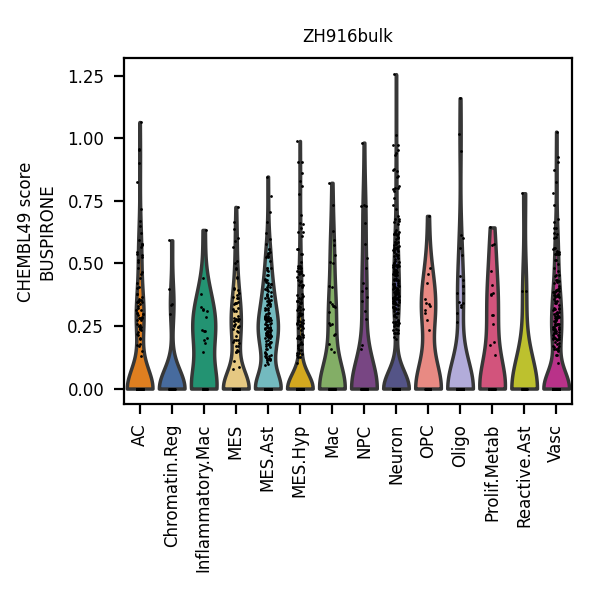 ZH916bulk
CHEMBL49 score
BUSPIRONE
1.25
1.00
0.75
0.50
0.25
0.00
AC
Chromatin.Reg
Inflammatory.Mac
MES
MES.Ast
MES.Hyp
Mac
NPC
Neuron
OPC
Oligo
Prolif.Metab
Reactive.Ast
Vasc